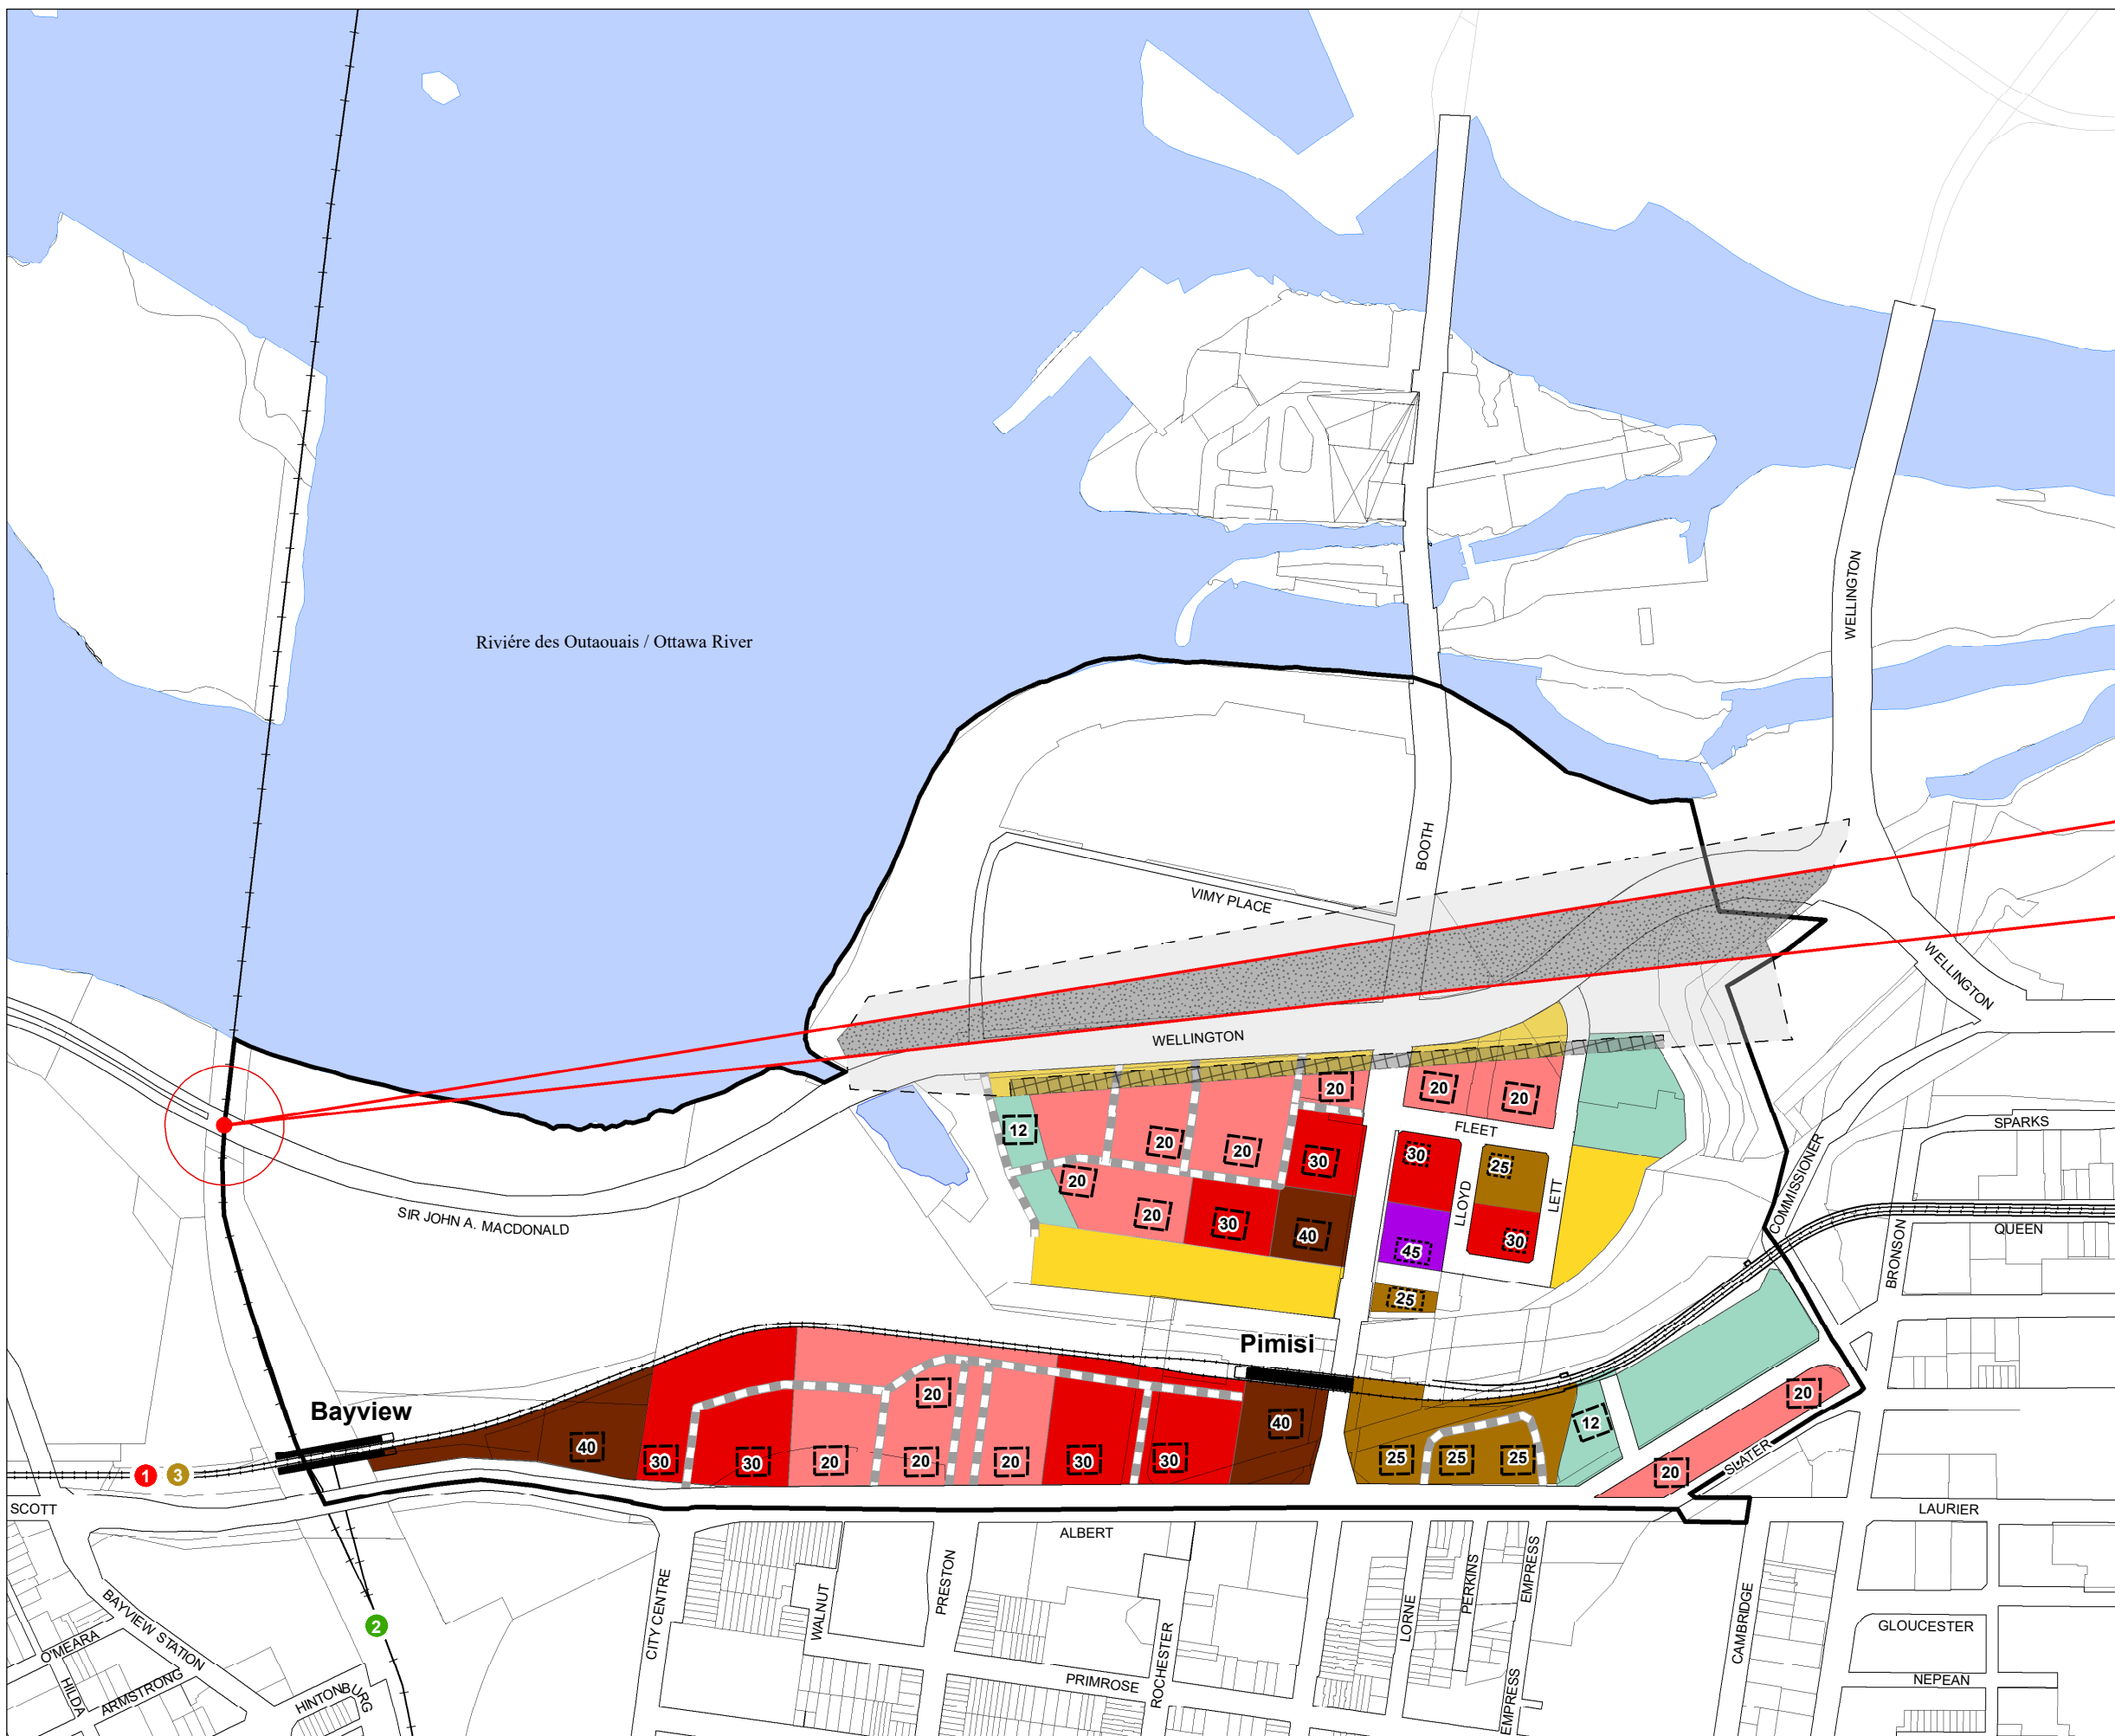 Riviére des Outaouais / Ottawa River
WELLINGTON
BOOTH
VIMY PLACE
WELLINGTON
WELLINGTON
20
20
20
FLEET
12
20
20
30
30
25
SPARKS
20
20
30
40
LLOYD
LETT
30
45
25
COMMISSIONER
QUEEN
BRONSON
SIR JOHN A. MACDONALD
Pimisi
Bayview
20
40
30
30
20
20
20
30
30
40
25
25
25
12
20
20
SLATER
1
3
SCOTT
LAURIER
ALBERT
2
BAYVIEW STATION
O'MEARA
HILDA
ARMSTRONG
HINTONBURG
CITY CENTRE
WALNUT
PRESTON
PRIMROSE
ROCHESTER
LORNE
PERKINS
EMPRESS
EMPRESS
CAMBRIDGE
GLOUCESTER
NEPEAN